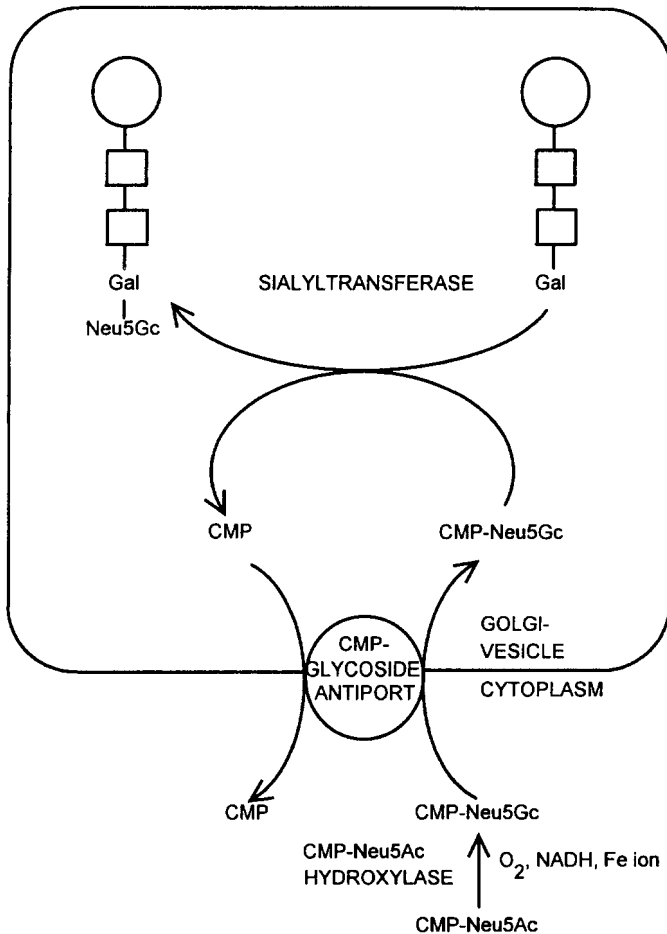 Gal
SIALYLTRANSFERASE
Gal
Neu5Gc
CMP
CMP-Neu5Gc
CMP-
GLYCOSIDE
ANTIPORT
GOLGI-
VESICLE
CYTOPLASM
CMP
CMP-Neu5Gc
CMP-Neu5Ac
HYDROXYLASE
O2, NADH, Fe ion
CMP-Neu5Ac